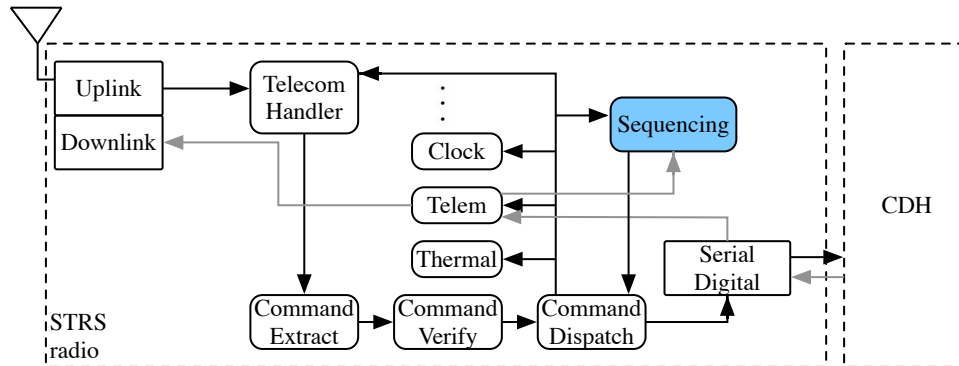 Uplink
Downlink
Telecom
Handler
Clock
Telem
Thermal
Sequencing
Serial
Digital
CDH
Command
Extract
Command
Verify
Command
Dispatch
STRS
radio